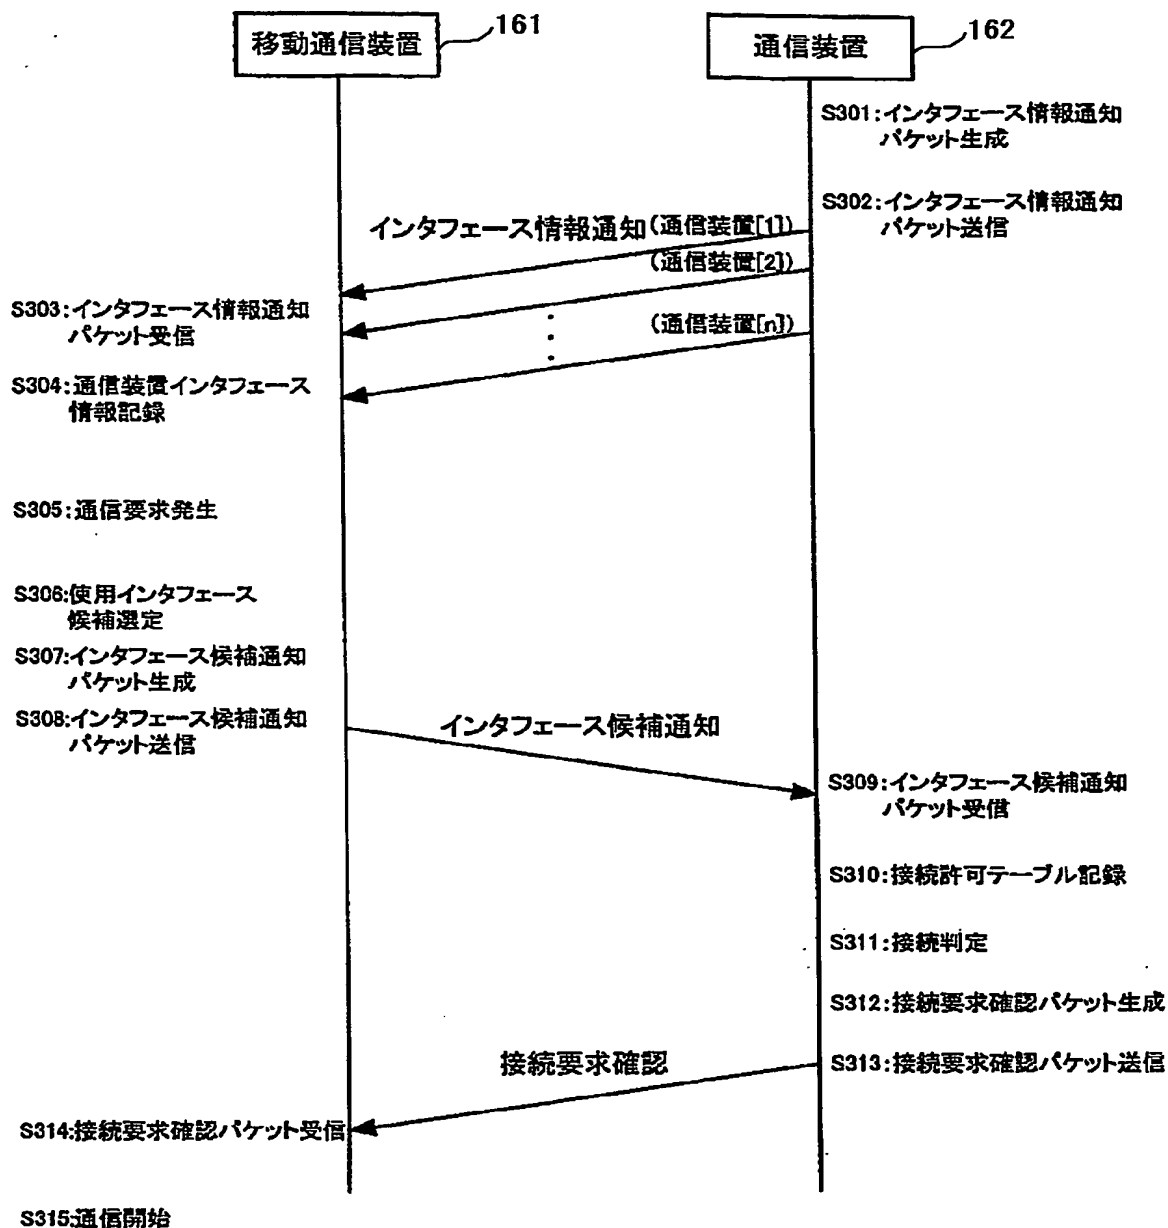 移動通信装置
161
通信装置
162
S301:インタフェース情報通知
パケット生成
S302:インタフェース情報通知
パケット送信
インタフェース情報通知(通信装置[1])
(通信装置[2])
(通信装置[n])
S303:インタフェース情報通知
パケット受信
S304:通信装置インタフェース
情報記録
S305:通信要求発生
S306:使用インタフェース
候補選定
S307:インタフェース候補通知
パケット生成
S308:インタフェース候補通知
パケット送信
インタフェース候補通知
S309:インタフェース候補通知
パケット受信
S310:接続許可テーブル記録
S311:接続判定
S312:接続要求確認パケット生成
接続要求確認
S313:接続要求確認パケット送信
S314:接続要求確認パケット受信
S315:通信開始